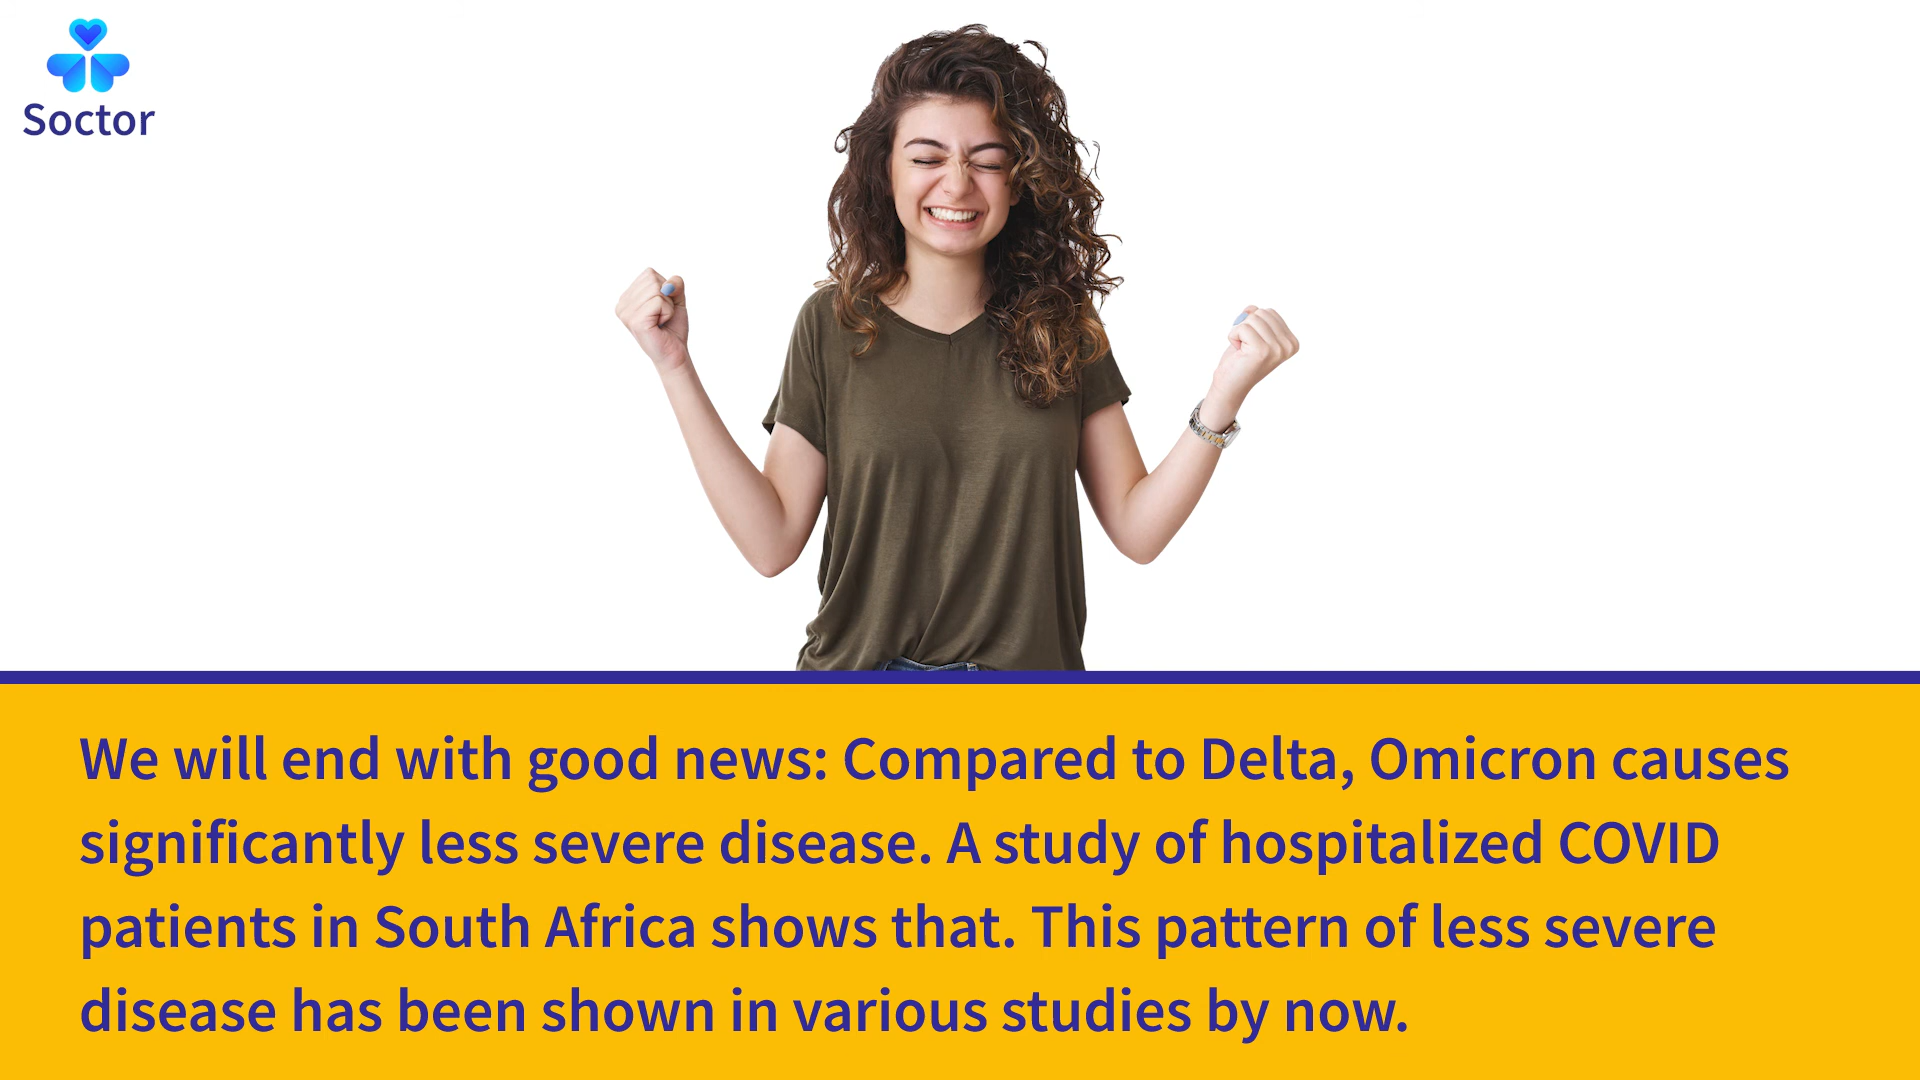 Soctor
We will end with good news: Compared to Delta, Omicron causes
significantly less severe disease. A study of hospitalized COVID
patients in South Africa shows that. This pattern of less severe
disease has been shown in various studies by now.